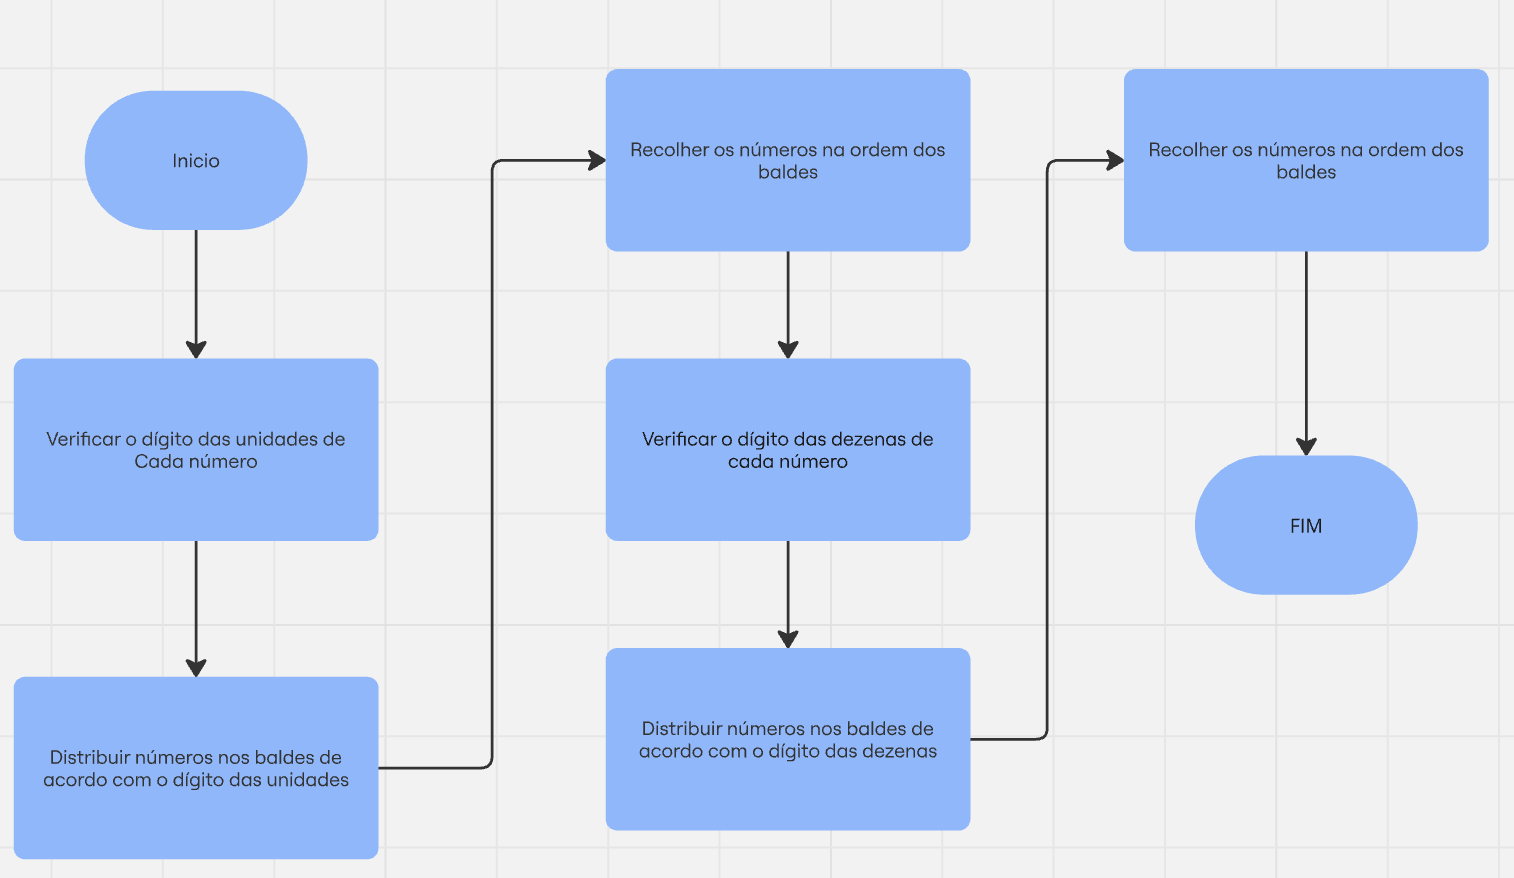 Inicio
Verificar o dígito das unidades de
Cada número
Distribuir números nos baldes de
acordo com o dígito das unidades
Recolher os números na ordem dos
baldes
Verificar o dígito das dezenas de
cada número
Distribuir números nos baldes de
acordo com o dígito das dezenas
Recolher os números na ordem dos
baldes
FIM